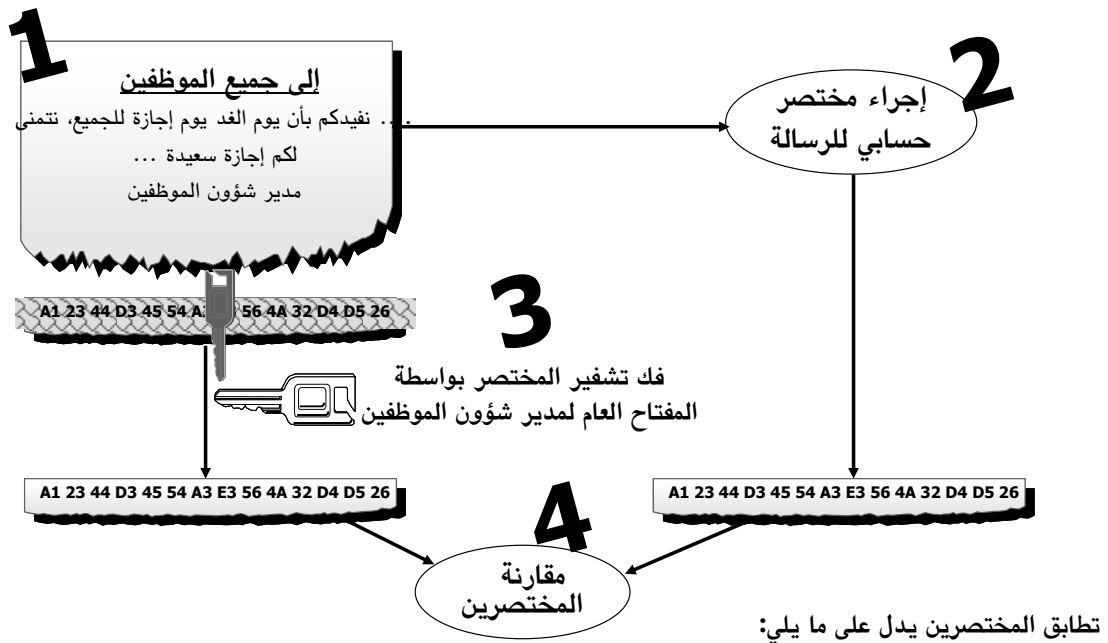 1
إلى جميع الموظفين
.... نفيدكم بأن يوم الغد يوم إجازة للجميع، نتمنى
لكم إجازة سعيدة ...
مدير شؤون الموظفين
2
إجراء مختصر
حسابي للرسالة
A1 23 44 D3 45 54 A3 56 4A 32 D4 D5 26
3
فك تشفير المختصر بواسطة
المفتاح العام لمدير شؤون الموظفين
A1 23 44 D3 45 54 A3 E3 56 4A 32 D4 D5 26
A1 23 44 D3 45 54 A3 E3 56 4A 32 D4 D5 26
4
مقارنة
المختصرين
تطابق المختصرين يدل على ما يلي: